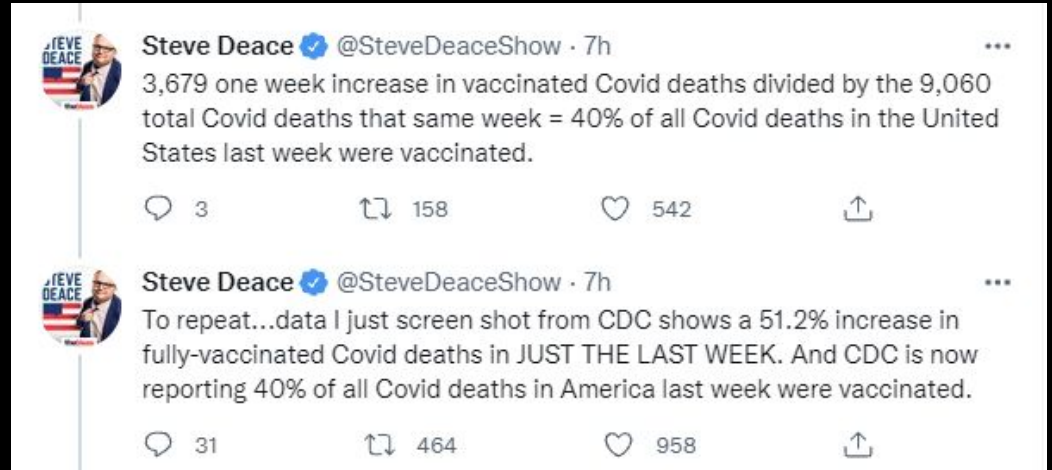 STEVE
DEACE
Steve Deace @SteveDeaceShow · 7h
3,679 one week increase in vaccinated Covid deaths divided by the 9,060
total Covid deaths that same week = 40% of all Covid deaths in the United
States last week were vaccinated.
3 158 542
STEVE
DEACE
Steve Deace @SteveDeaceShow · 7h
To repeat...data I just screen shot from CDC shows a 51.2% increase in
fully-vaccinated Covid deaths in JUST THE LAST WEEK. And CDC is now
reporting 40% of all Covid deaths in America last week were vaccinated.
31 464 958